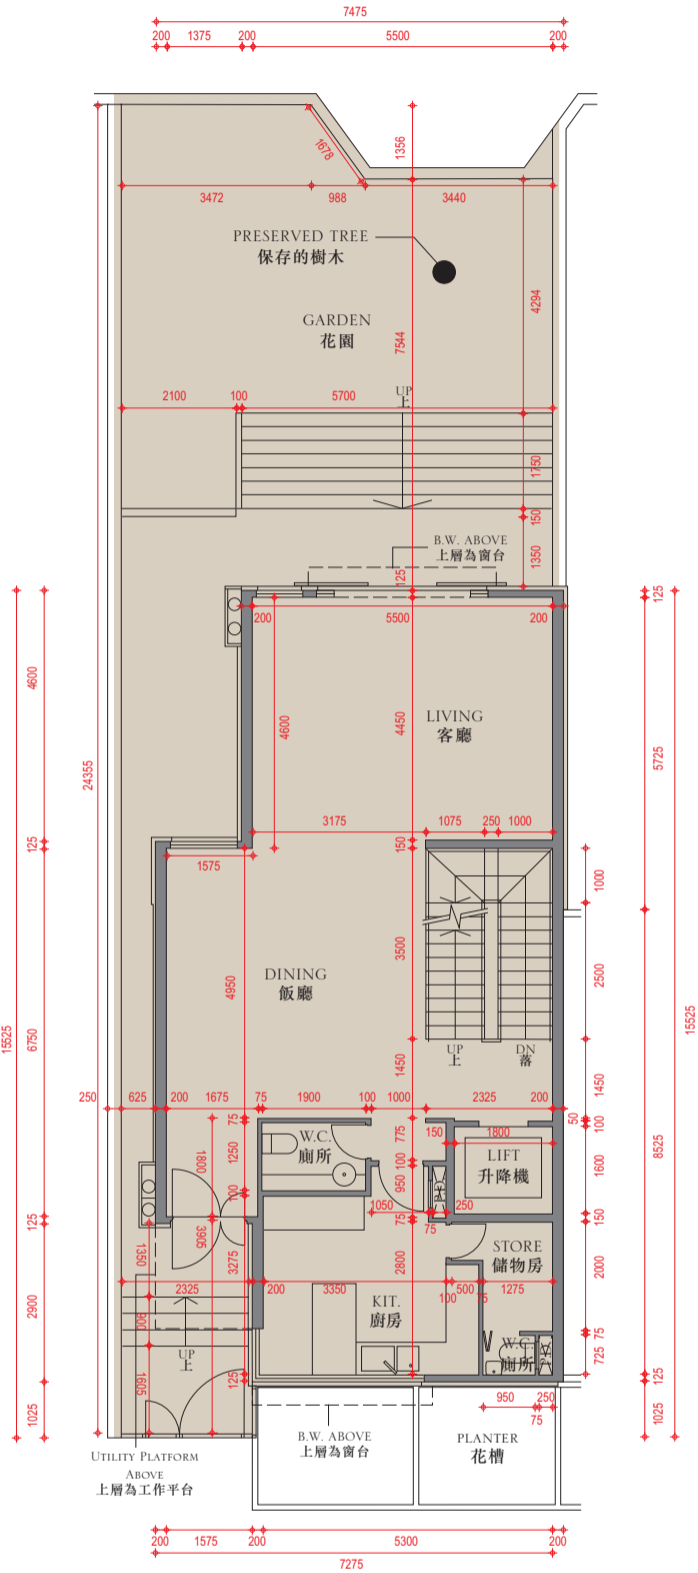 7475
200 1375 200 5500 200
1356
1678
3472 988 3440
PRESERVED TREE
保存的樹木
4294
GARDEN
花園
7544
2100 100 5700
UP
上
1750
150
B.W. ABOVE
上層為窗台
1350
125
125
200 5500 200
4600
4600
4450
LIVING
客廳
5725
24355
3175 1075 250 1000
125
150
1575
1000
3500
DINING
飯廳
4950
2500
15525
6750
15525
UP
上
DN
落
1450
1450
250 625 200 1675 75 1900 100 1000 2325 200
75
775
150
1800
50
100
W.C.
廁所
1250
1800
LIFT
升降機
1600
8525
100
950
100
1050
250
75
75
150
125
3905
1350
3275
2800
STORE
儲物房
2000
2325 200 3350 500 1275
100 75
KIT.
廚房
2900
900
UP
上
W.C.
廁所
75
725
125
125
1605
1025
1025
950 250
75
B.W. ABOVE
上層為窗台
PLANTER
花槽
UTILITY PLATFORM
ABOVE
上層為工作平台
200 1575 200 5300 200
7275